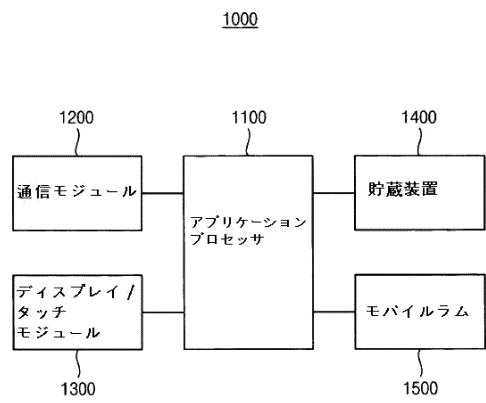 1000
1200
1100
1400
通信モジュール
アプリケーション
プロセッサ
貯蔵装置
ディスプレイ/
タッチ
モジュール
モバイルラム
1300
1500